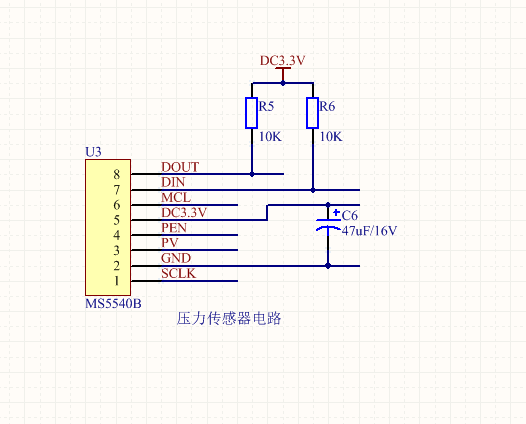 DC3.3V
R5
R6
10K
10K
U3
8
DOUT
7
DIN
6
MCL
5
DC3.3V
4
PEN
3
PV
2
GND
1
SCLK
+
C6
47uF/16V
MS5540B
压力传感器电路